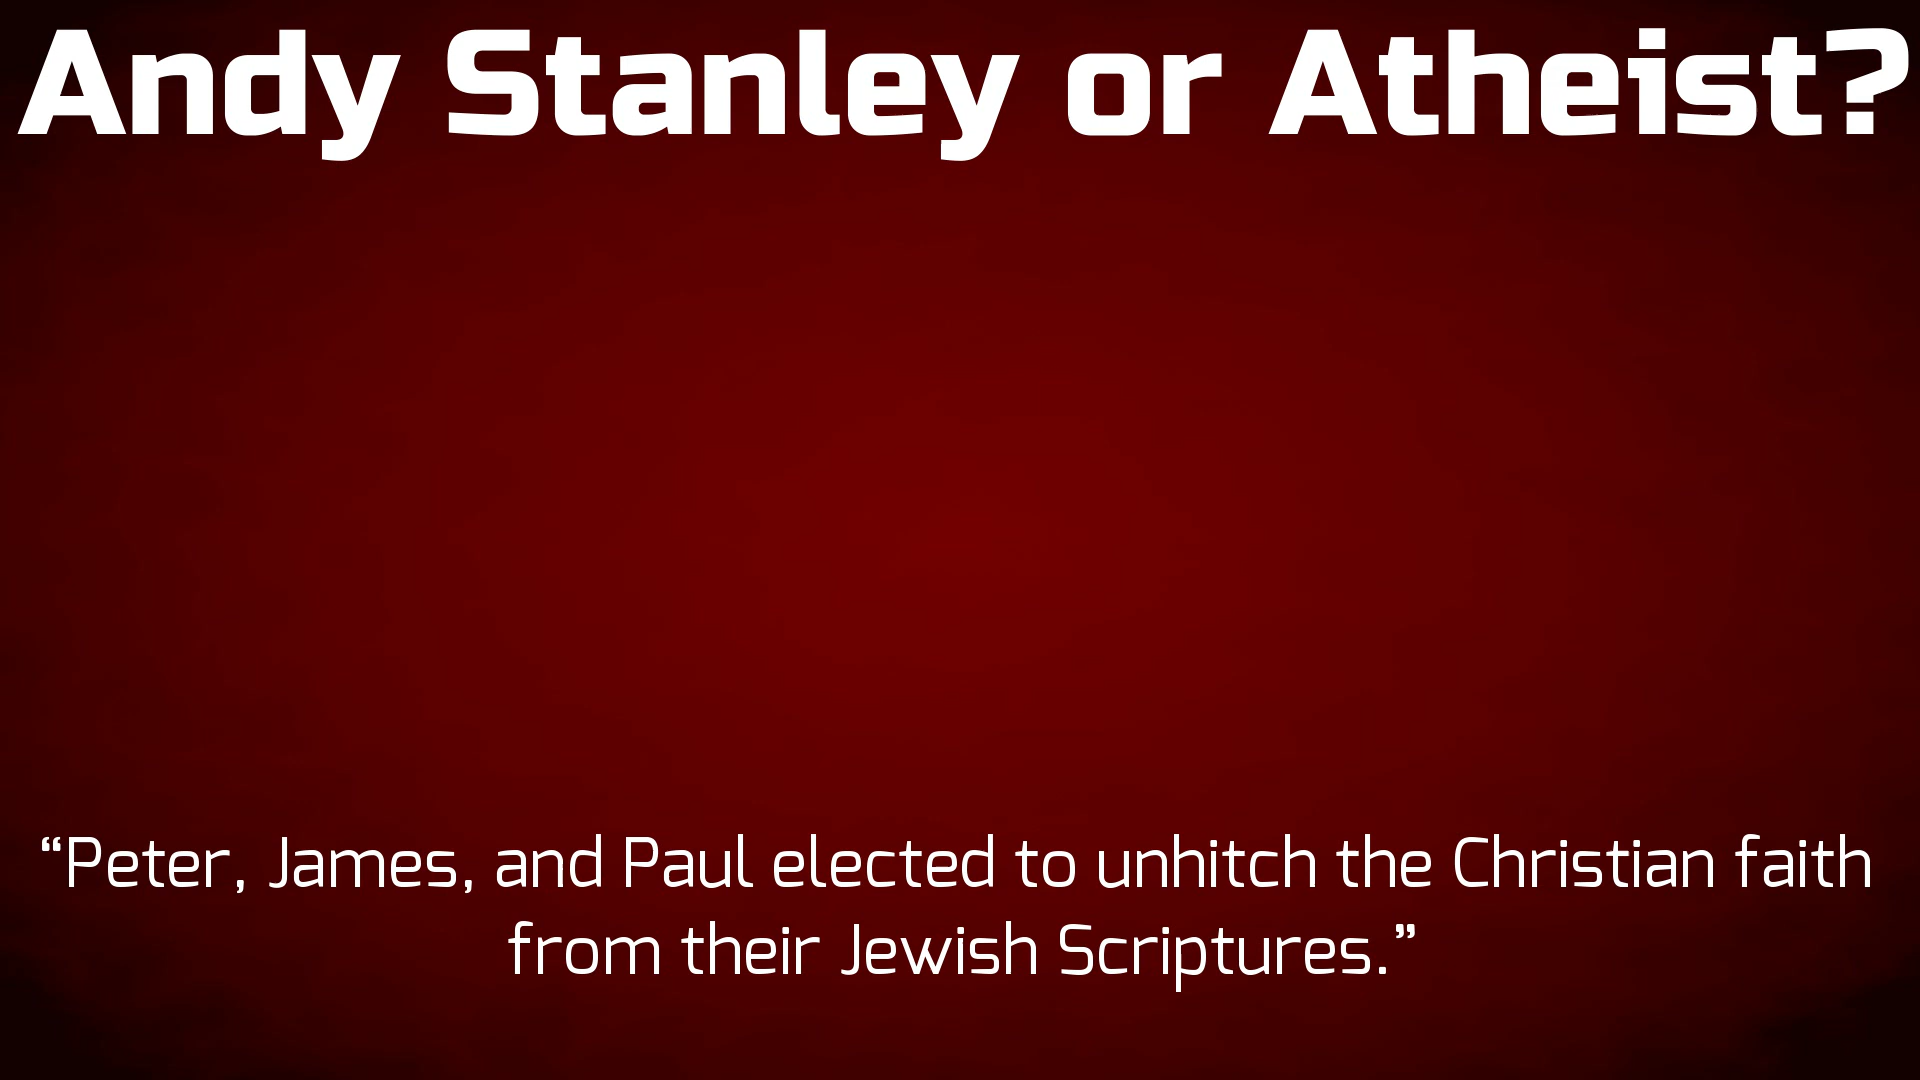 Andy Stanley or Atheist?
“Peter, James, and Paul elected to unhitch the Christian faith
from their Jewish Scriptures.”